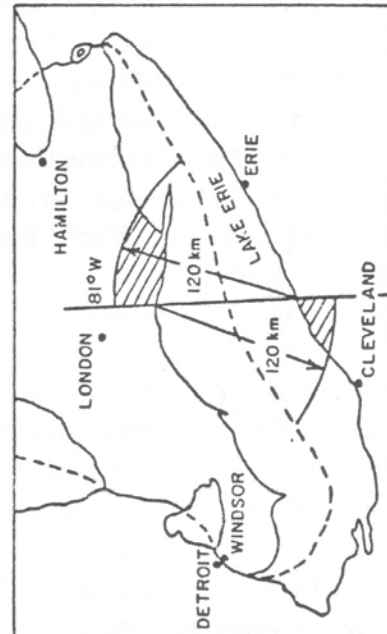 HAMILTON
81°W
120 km
LAKE ERIE
ERIE
LONDON
120 km
CLEVELAND
DETROIT
WINDSOR